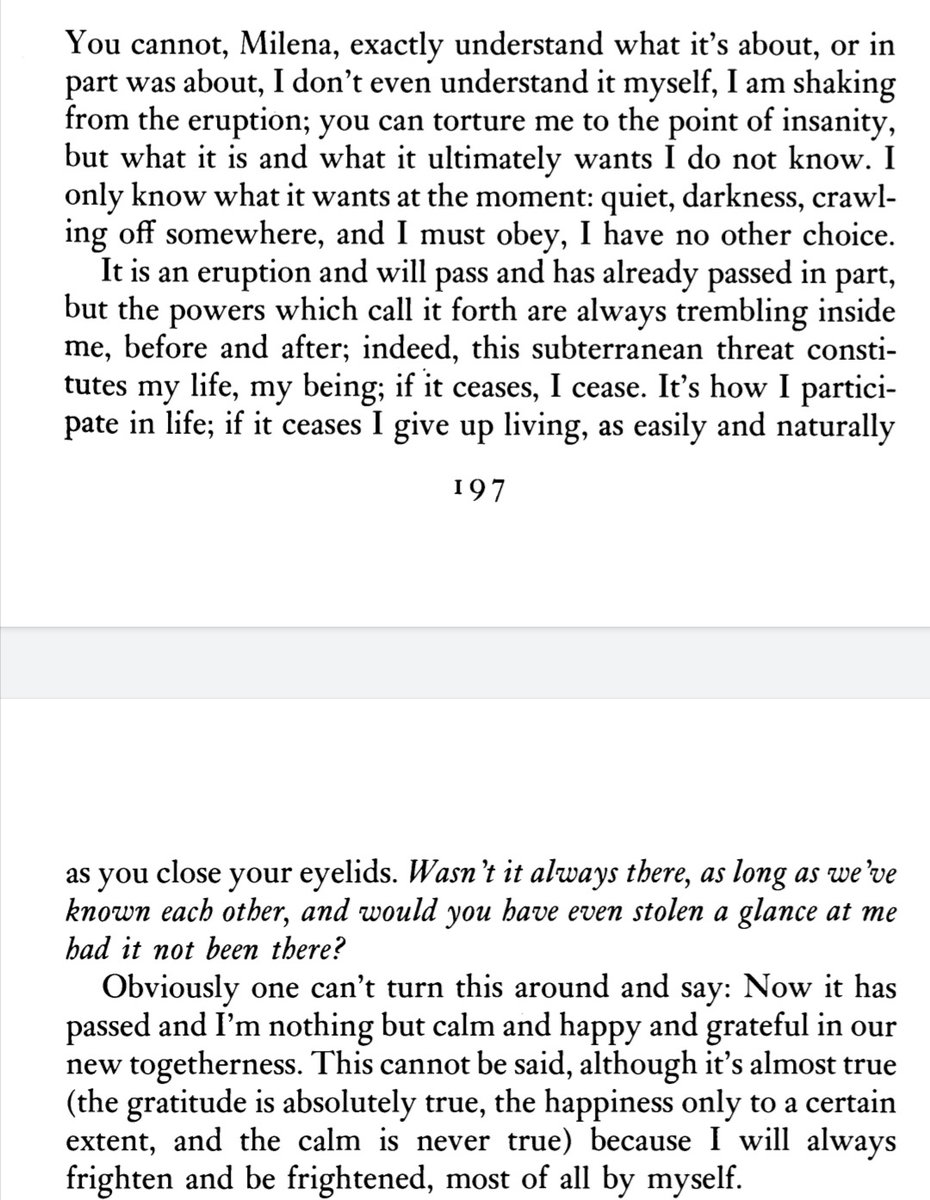 You cannot, Milena, exactly understand what it's about, or in
part was about, I don't even understand it myself, I am shaking
from the eruption; you can torture me to the point of insanity,
but what it is and what it ultimately wants I do not know. I
only know what it wants at the moment: quiet, darkness, crawl-
ing off somewhere, and I must obey, I have no other choice.
It is an eruption and will pass and has already passed in part,
but the powers which call it forth are always trembling inside
me, before and after; indeed, this subterranean threat consti-
tutes my life, my being; if it ceases, I cease. It's how I partici-
pate in life; if it ceases I give up living, as easily and naturally
197
as you close your eyelids. Wasn't it always there, as long as we've
known each other, and would you have even stolen a glance at me
had it not been there?
Obviously one can't turn this around and say: Now it has
passed and I'm nothing but calm and happy and grateful in our
new togetherness. This cannot be said, although it's almost true
(the gratitude is absolutely true, the happiness only to a certain
extent, and the calm is never true) because I will always
frighten and be frightened, most of all by myself.